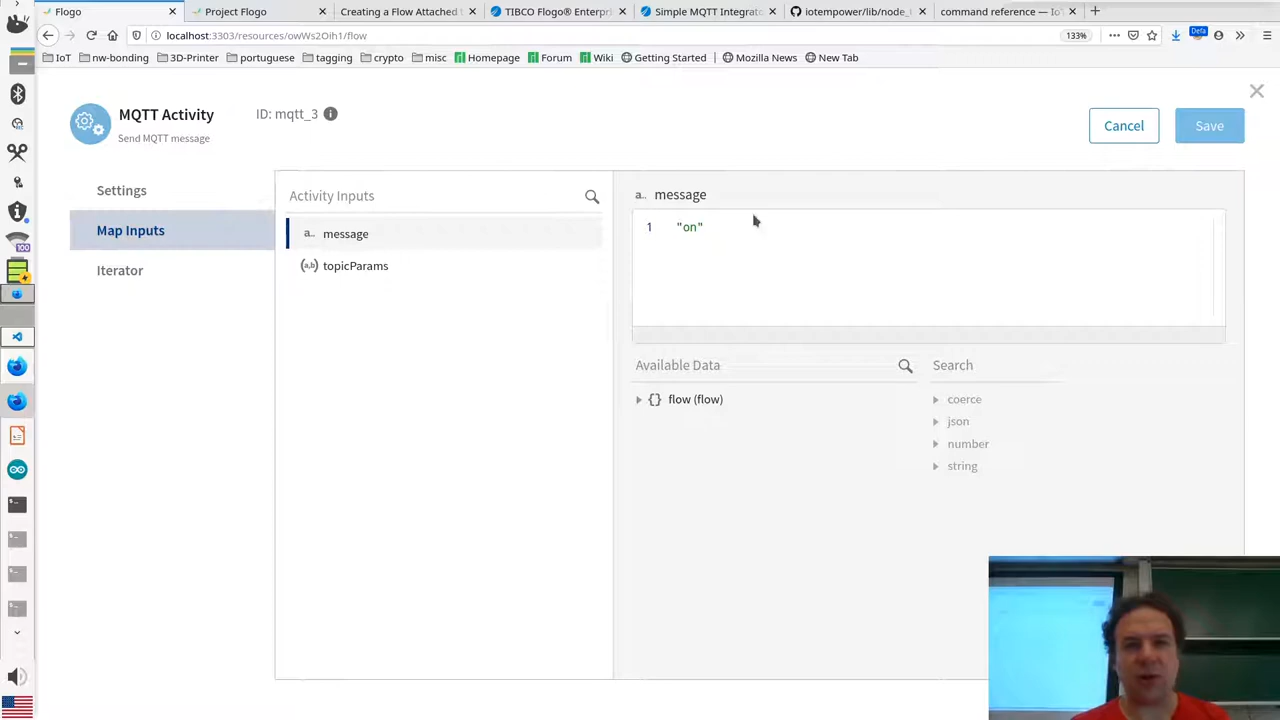 Flogo
Project Flogo
Creating a Flow Attached
TIBCO Flogo® Enterpri
Simple MQTT Integrat
iotempower/lib/node_
command reference — Io
localhost:3303/resources/owWs2Oih1/flow
133%
Beta
IoT
nw-bonding
3D-Printer
portuguese
tagging
crypto
misc
Homepage
Forum
Wiki
Getting Started
Mozilla News
New Tab
MQTT Activity
ID: mqtt_3
Send MQTT message
Cancel
Save
Settings
Map Inputs
Iterator
Activity Inputs
a.. message
(a,b) topicParams
a.. message
1 "on"
Available Data
{} flow (flow)
Search
coerce
json
number
string
100